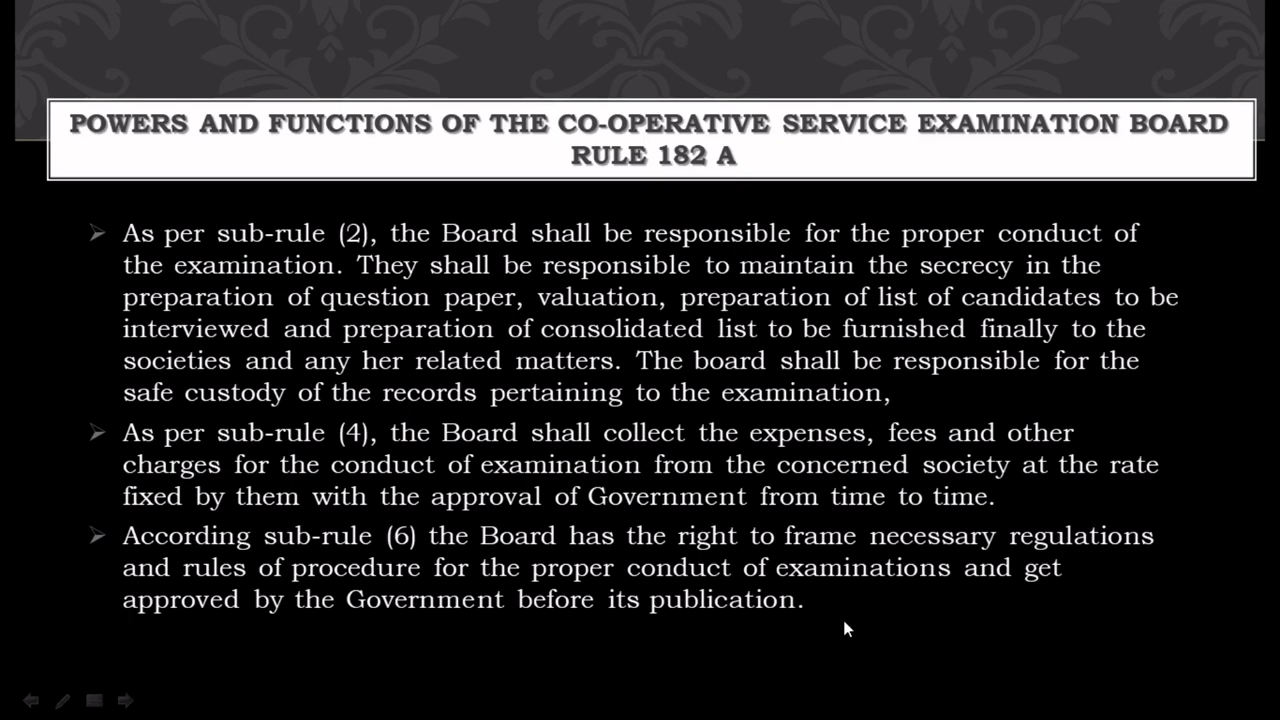 POWERS AND FUNCTIONS OF THE CO-OPERATIVE SERVICE EXAMINATION BOARD
RULE 182 A
As per sub-rule (2), the Board shall be responsible for the proper conduct of
the examination. They shall be responsible to maintain the secrecy in the
preparation of question paper, valuation, preparation of list of candidates to be
interviewed and preparation of consolidated list to be furnished finally to the
societies and any her related matters. The board shall be responsible for the
safe custody of the records pertaining to the examination,
As per sub-rule (4), the Board shall collect the expenses, fees and other
charges for the conduct of examination from the concerned society at the rate
fixed by them with the approval of Government from time to time.
According sub-rule (6) the Board has the right to frame necessary regulations
and rules of procedure for the proper conduct of examinations and get
approved by the Government before its publication.